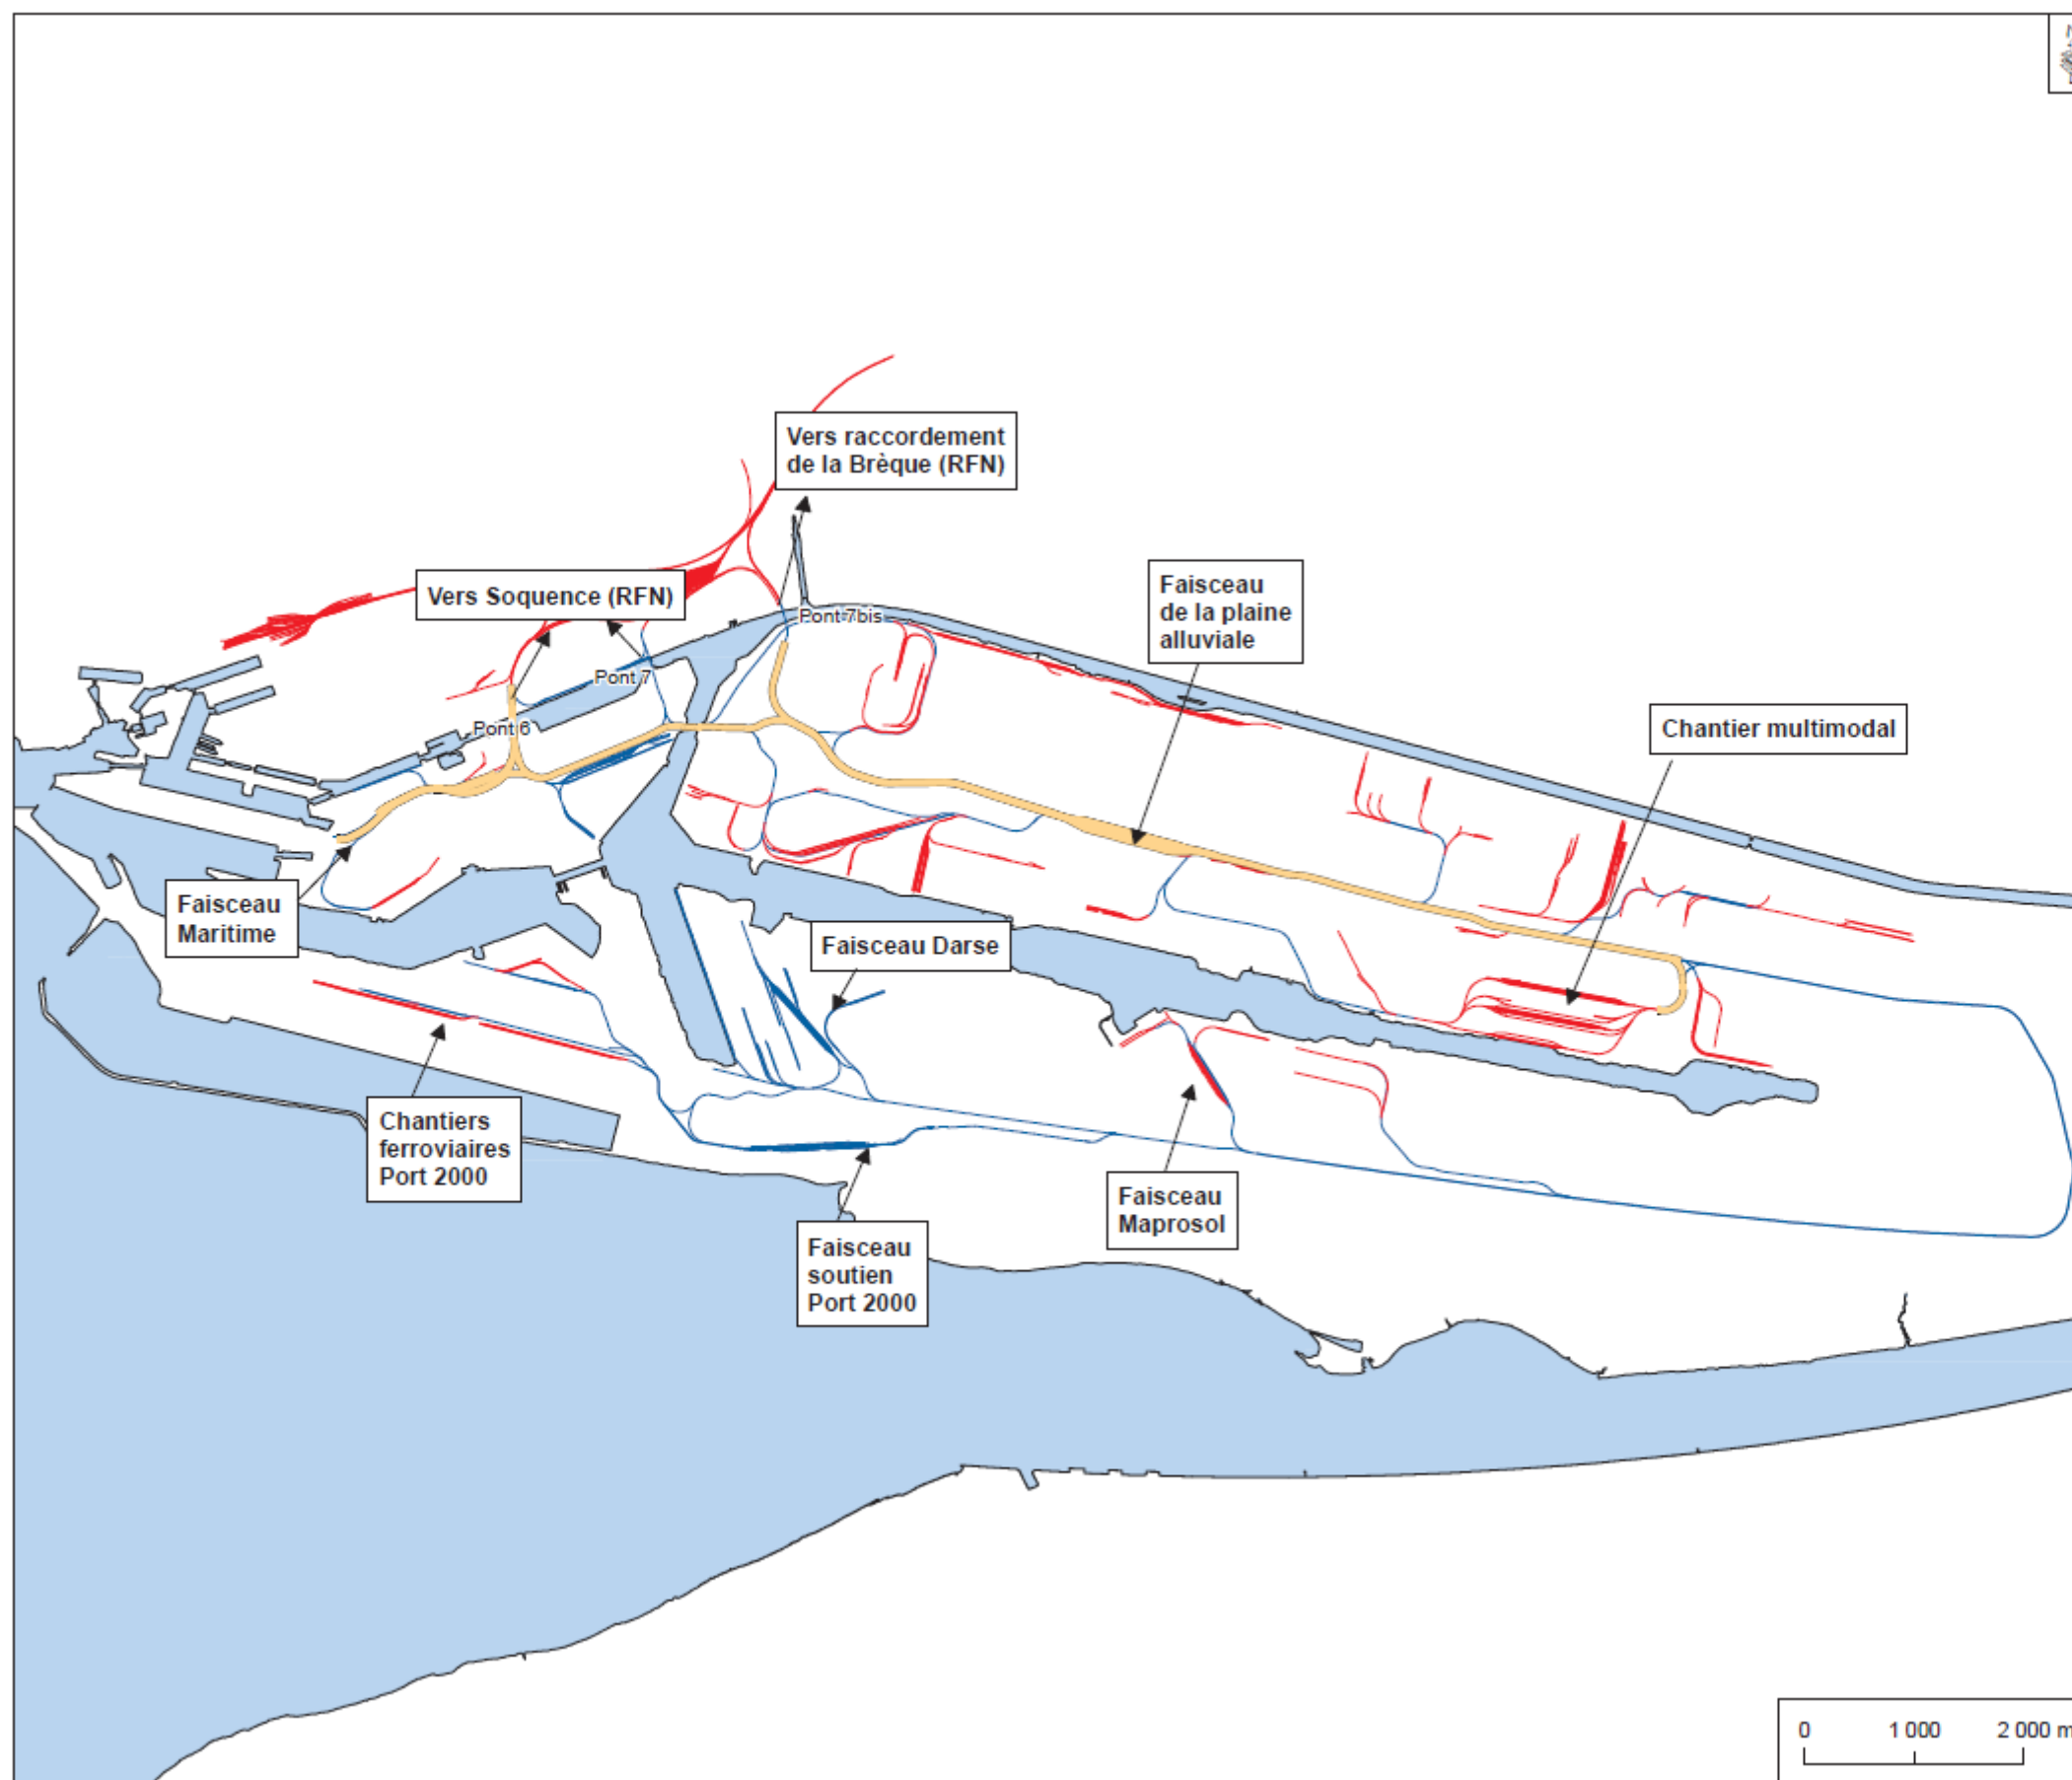 Vers raccordement
de la Brèque (RFN)
Vers Soquence (RFN)
Pont 7bis
Faisceau
de la plaine
alluviale
Pont 7
Pont 6
Chantier multimodal
Faisceau
Maritime
Faisceau Darse
Chantiers
ferroviaires
Port 2000
Faisceau
Maprosol
Faisceau
soutien
Port 2000
0 1 000 2 000 m